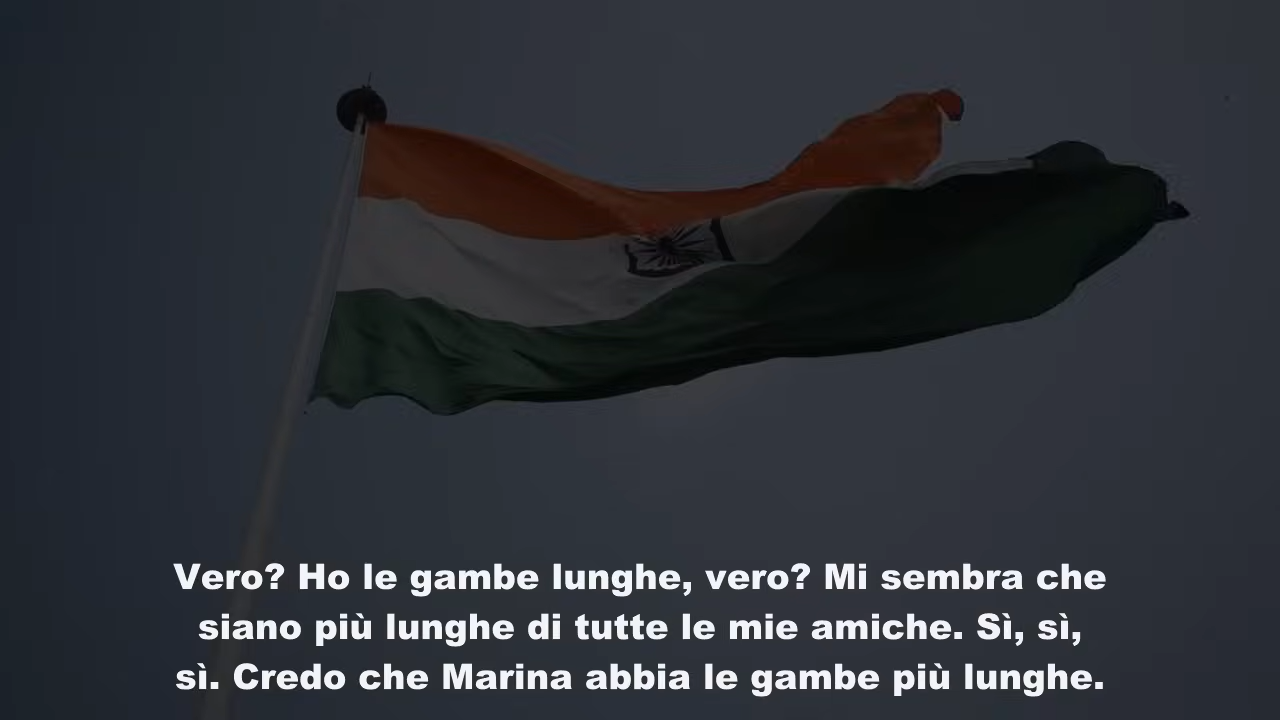 Vero? Ho le gambe lunghe, vero? Mi sembra che
siano più lunghe di tutte le mie amiche. Sì, sì,
sì. Credo che Marina abbia le gambe più lunghe.